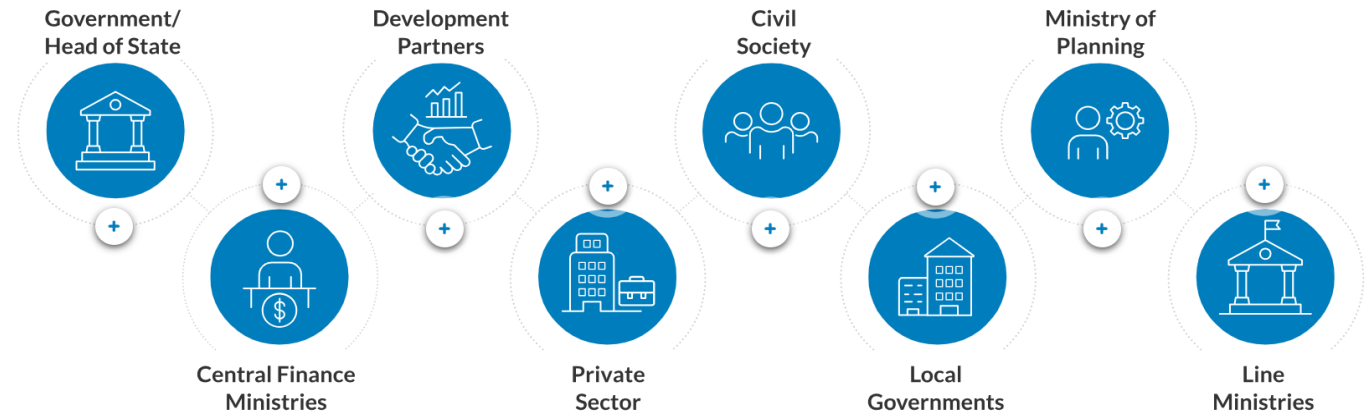 Government/
Head of State
Development
Partners
Civil
Society
Ministry of
Planning
+
+
+
+
+
+
+
+
$
Central Finance
Ministries
Private
Sector
Local
Governments
Line
Ministries